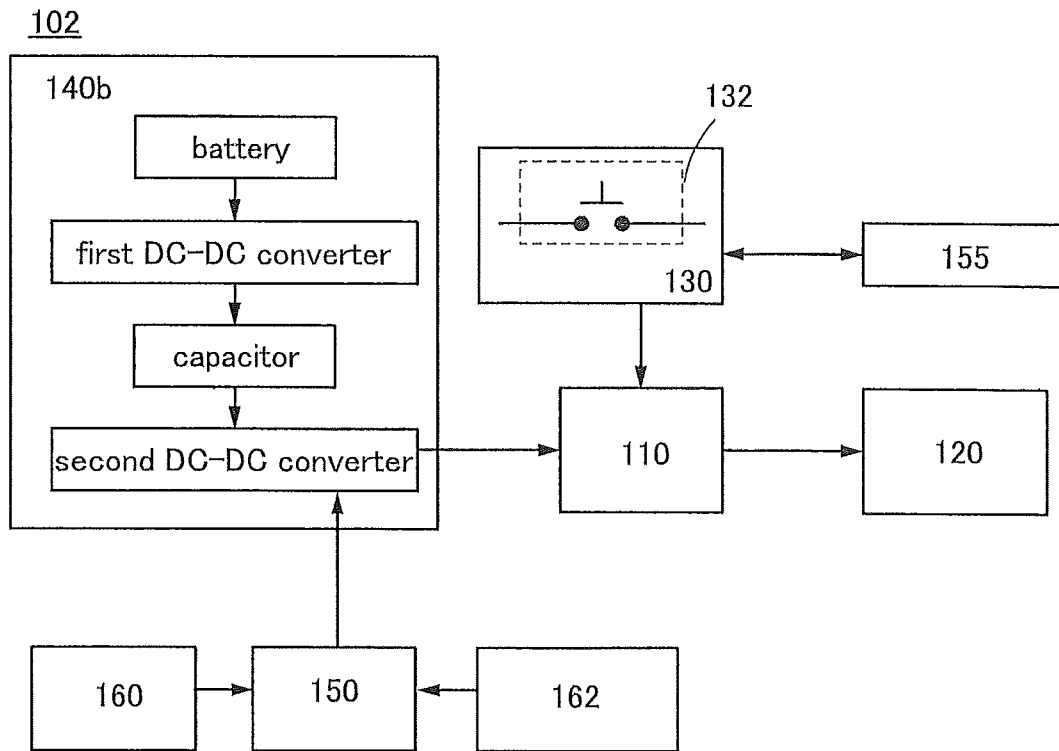 102
140b
battery
first DC-DC converter
capacitor
second DC-DC converter
132
130
155
110
120
160
150
162